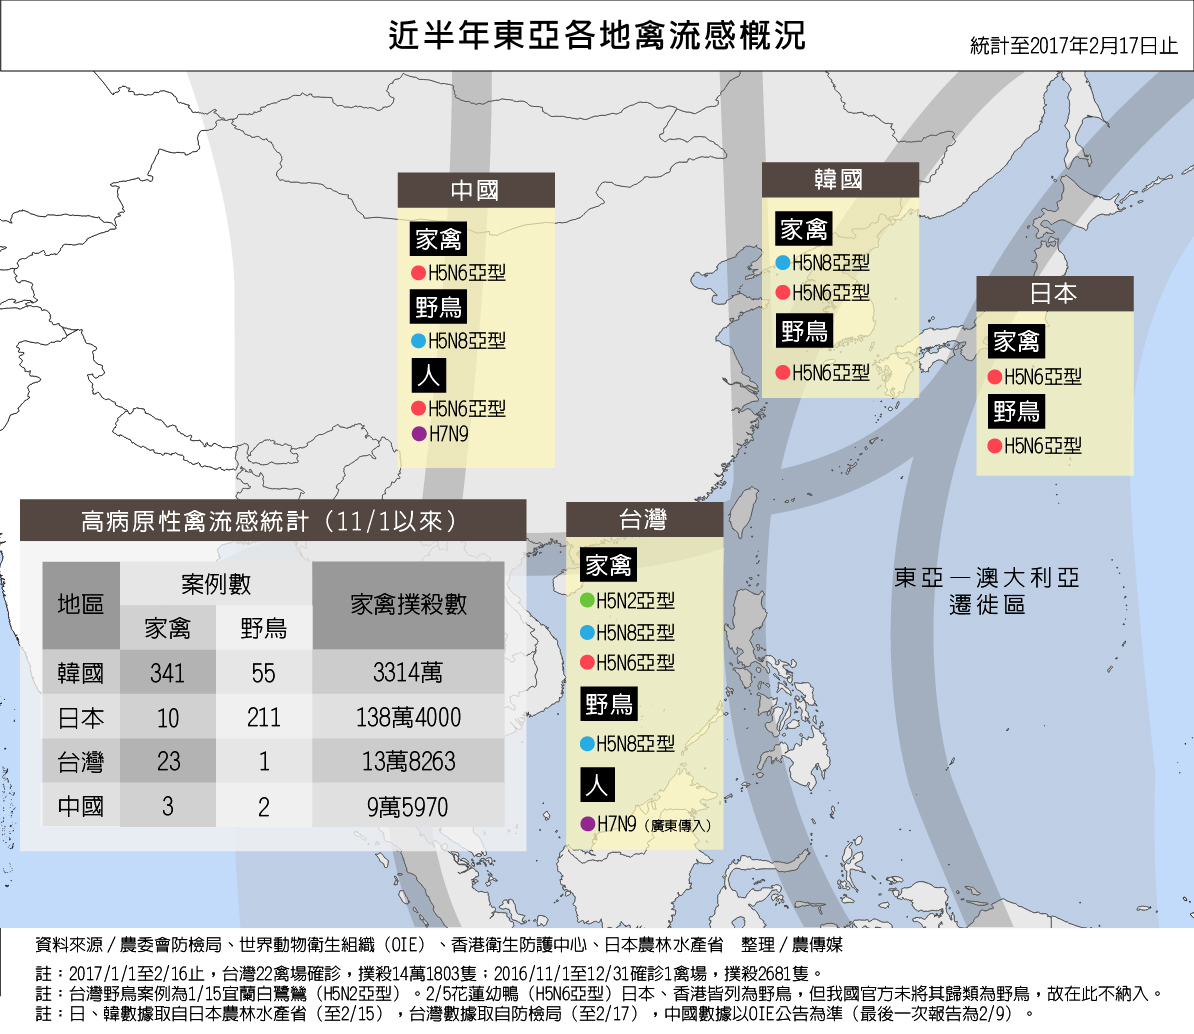 近半年東亞各地禽流感概況
統計至2017年2月17日止
中國
家禽
H5N6亞型
野鳥
H5N8亞型
人
H5N6亞型
H7N9
韓國
家禽
H5N8亞型
H5N6亞型
野鳥
H5N6亞型
日本
家禽
H5N6亞型
野鳥
H5N6亞型
台灣
家禽
H5N2亞型
H5N8亞型
H5N6亞型
野鳥
H5N8亞型
人
H7N9（廣東傳入）
東亞－澳大利亞
遷徙區
高病原性禽流感統計（11/1以來）
地區 案例數 家禽撲殺數
家禽 野鳥
韓國 341 55 3314萬
日本 10 211 138萬4000
台灣 23 1 13萬8263
中國 3 2 9萬5970
資料來源／農委會防檢局、世界動物衛生組織（OIE）、香港衛生防護中心、日本農林水產省　整理／農傳媒
註：2017/1/1至2/16止，台灣22禽場確診，撲殺14萬1803隻；2016/11/1至12/31確診1禽場，撲殺2681隻。
註：台灣野鳥案例為1/15宜蘭白鷺鷥（H5N2亞型）。2/5花蓮幼鴨（H5N6亞型）日本、香港皆列為野鳥，但我國官方未將其歸類為野鳥，故在此不納入。
註：日、韓數據取自日本農林水產省（至2/15），台灣數據取自防檢局（至2/17），中國數據以OIE公告為準（最後一次報告為2/9）。